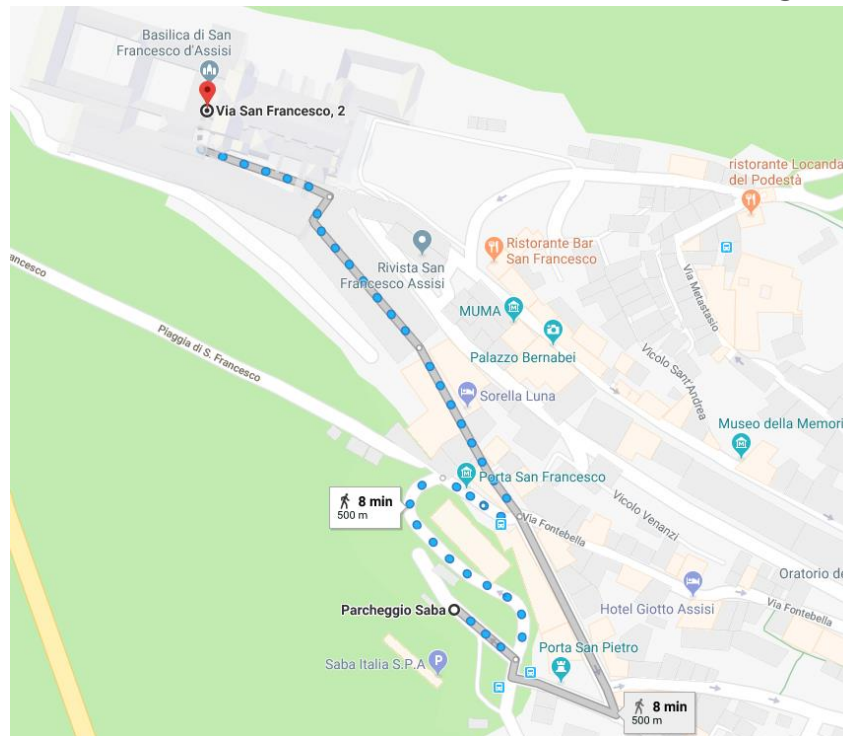 Basilica di San
Francesco d'Assisi
Via San Francesco, 2
ristorante Locanda
del Podestà
Ristorante Bar
San Francesco
Rivista San
Francesco Assisi
Via Metastasio
MUMA
Palazzo Bernabei
ancesco
Piaggia di S. Francesco
Vicolo Sant'Andrea
Sorella Luna
Museo della Memori
Porta San Francesco
8 min
500 m
Vicolo Venanzi
Via Fontebella
Oratorio de
Parcheggio Saba
Hotel Giotto Assisi
Via Fontebella
Porta San Pietro
Saba Italia S.P.A
P
8 min
500 m